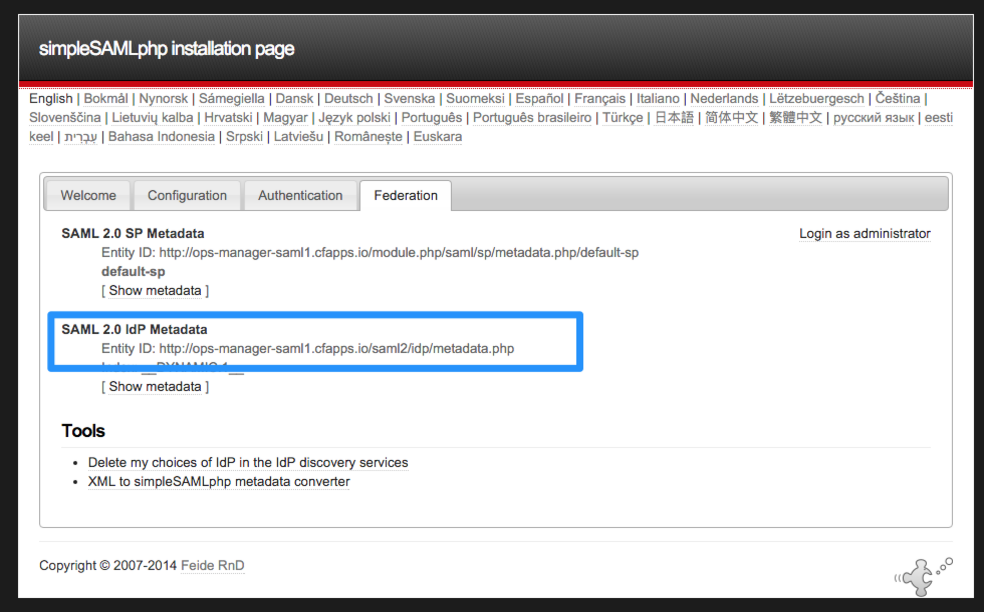 simpleSAMLphp installation page
English | Bokmål | Nynorsk | Sámegiella | Dansk | Deutsch | Svenska | Suomeksi | Español | Français | Italiano | Nederlands | Lëtzebuergesch | Čeština |
Slovenščina | Lietuvių kalba | Hrvatski | Magyar | Język polski | Português | Português brasileiro | Türkçe | 日本語 | 简体中文 | 繁體中文 | русский язык | eesti
keel | עִבְרִית | Bahasa Indonesia | Srpski | Latviešu | Românește | Euskara
Welcome Configuration Authentication Federation
SAML 2.0 SP Metadata Login as administrator
Entity ID: http://ops-manager-saml1.cfapps.io/module.php/saml/sp/metadata.php/default-sp
default-sp
[ Show metadata ]
SAML 2.0 IdP Metadata
Entity ID: http://ops-manager-saml1.cfapps.io/saml2/idp/metadata.php
[ Show metadata ]
Tools
• Delete my choices of IdP in the IdP discovery services
• XML to simpleSAMLphp metadata converter
Copyright © 2007-2014 Feide RnD